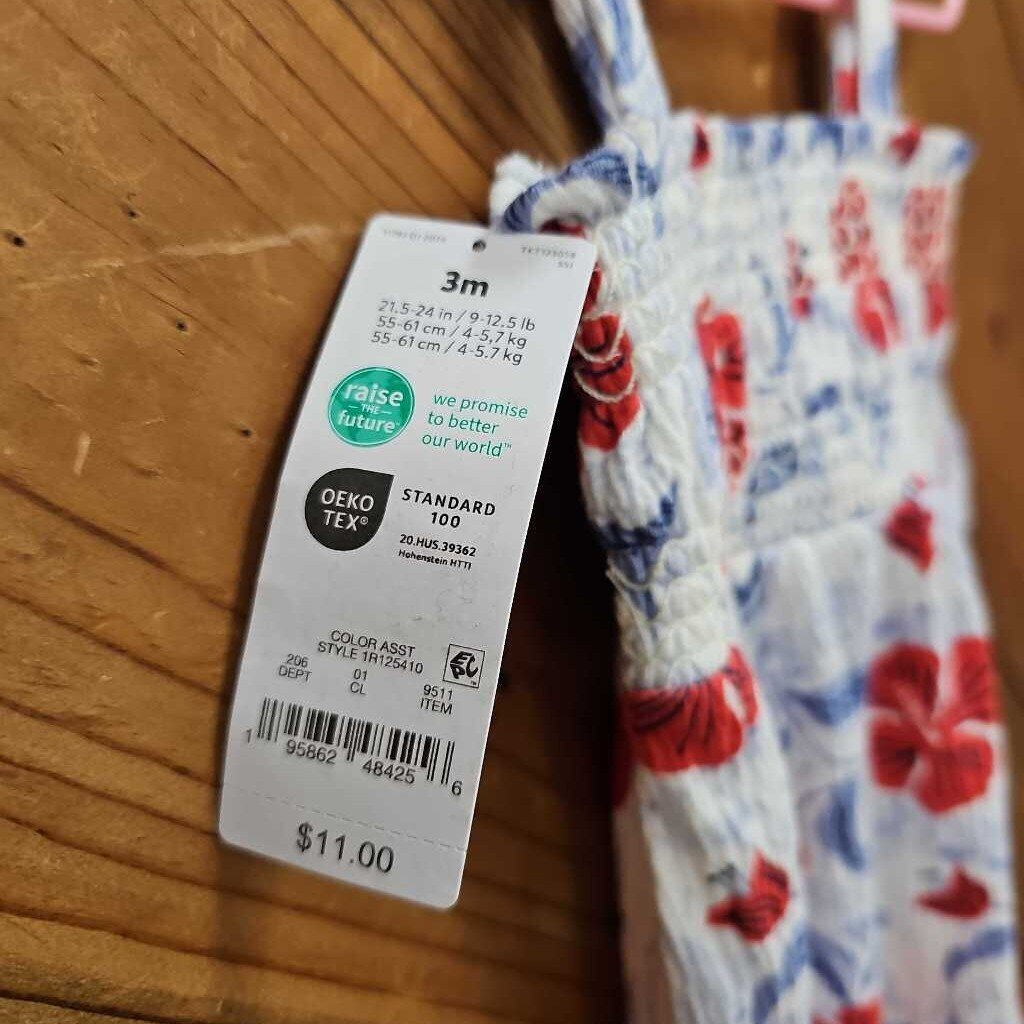 3m
21.5-24 in / 9-12.5 lb
55-61 cm / 4-5,7 kg
55-61 cm / 4-5.7 kg
raise
THE
future™
we promise
to better
our world™
OEKO
TEX®
STANDARD
100
20.HUS.39362
Hohenstein HTTI
COLOR ASST
STYLE 1R125410
206
DEPT
01
CL
9511
ITEM
EPC™
1 95862 48425 6
$11.00